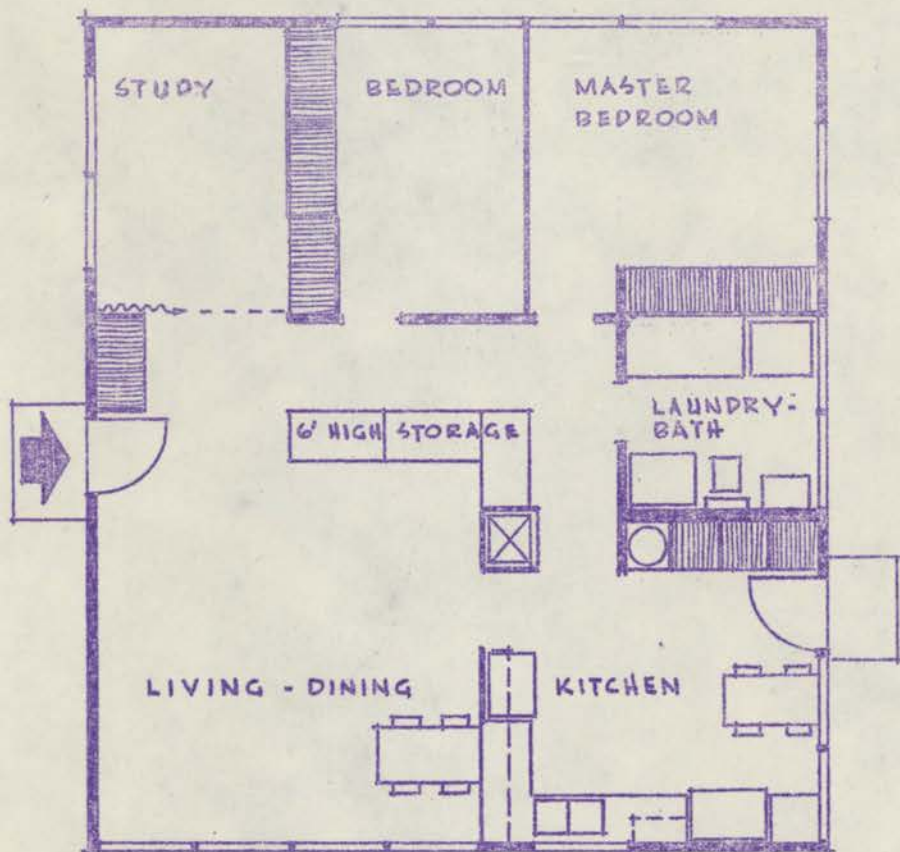 STUDY
BEDROOM
MASTER
BEDROOM
6' HIGH STORAGE
LAUNDRY-
BATH
LIVING - DINING
KITCHEN